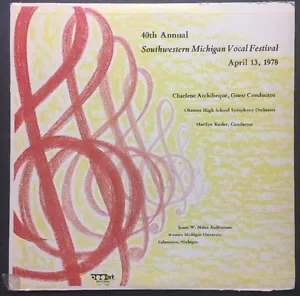 40th Annual
Southwestern Michigan Vocal Festival
April 13, 1978
Charlene Archibeque, Guest Conductor
Okemos High School Symphony Orchestra
Marilyn Kesler, Conductor
James W. Miller Auditorium
Western Michigan University
Kalamazoo, Michigan